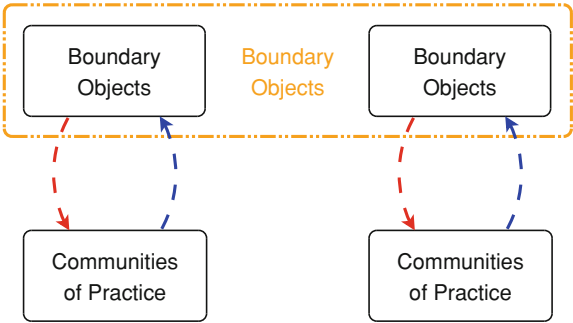 Boundary
Objects
Boundary
Objects
Boundary
Objects
Communities
of Practice
Communities
of Practice